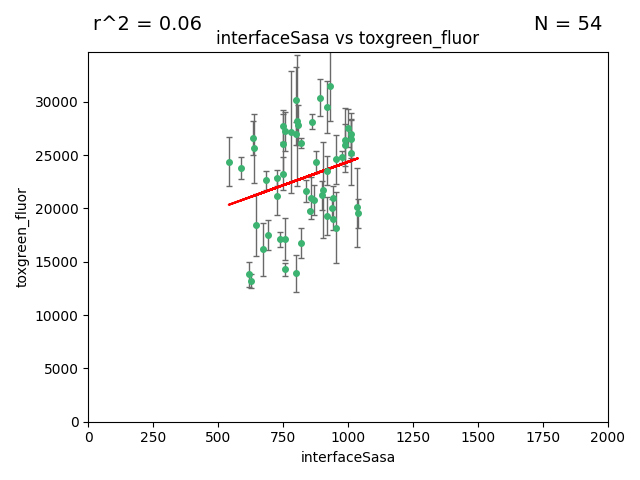 r^2 = 0.06
N = 54
interfaceSasa vs toxgreen_fluor
30000
25000
20000
15000
10000
5000
0
toxgreen_fluor
0 250 500 750 1000 1250 1500 1750 2000
interfaceSasa